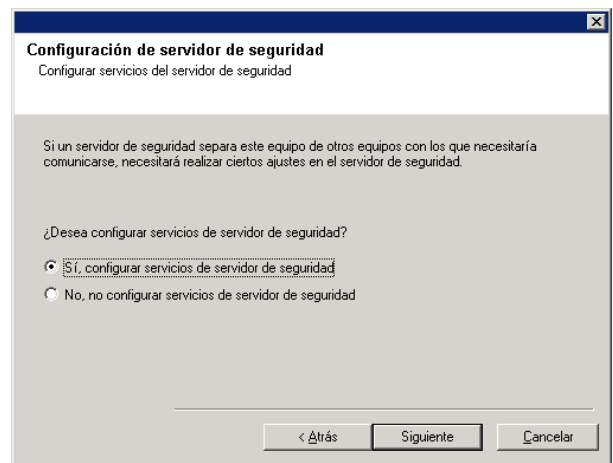 Configuración de servidor de seguridad
Configurar servicios del servidor de seguridad
Si un servidor de seguridad separa este equipo de otros equipos con los que necesitaría
comunicarse, necesitará realizar ciertos ajustes en el servidor de seguridad.
¿Desea configurar servicios de servidor de seguridad?
Sí, configurar servicios de servidor de seguridad
No, no configurar servicios de servidor de seguridad
< Atrás Siguiente Cancelar